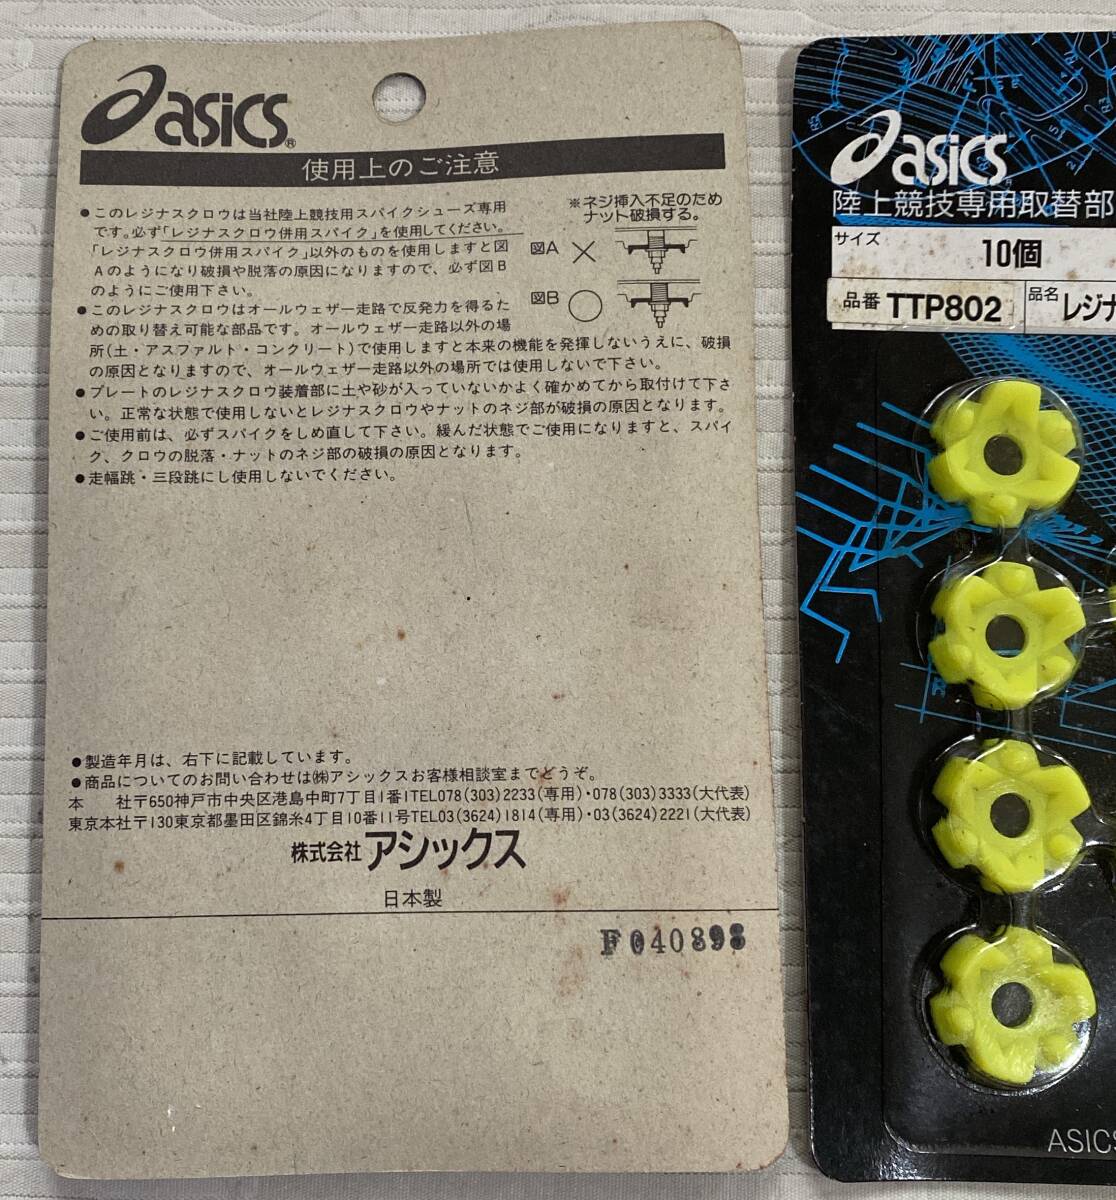 asics®
使用上のご注意
●このレジナスクロウは当社陸上競技用スパイクシューズ専用
です。必ず「レジナスクロウ併用スパイク」を使用してください。
「レジナスクロウ併用スパイク」以外のものを使用しますと図
Aのようになり破損や脱落の原因になりますので、必ず図B
のようにご使用下さい。
※ネジ挿入不足のため
ナット破損する。
図A ×
図B ○
●このレジナスクロウはオールウェザー走路で反発力を得るた
めの取り替え可能な部品です。オールウェザー走路以外の場
所(土・アスファルト・コンクリート)で使用しますと本来の機能を発揮しないうえに、破損
の原因となりますので、オールウェザー走路以外の場所では使用しないで下さい。
●プレートのレジナスクロウ装着部に土や砂が入っていないかよく確かめてから取付けて下さ
い。正常な状態で使用しないとレジナスクロウやナットのネジ部が破損の原因となります。
●ご使用前は、必ずスパイクをしめ直して下さい。緩んだ状態でご使用になりますと、スパイ
ク、クロウの脱落・ナットのネジ部の破損の原因となります。
●走幅跳・三段跳にし使用しないでください。
●製造年月は、右下に記載しています。
●商品についてのお問い合わせは㈱アシックスお客様相談室までどうぞ。
本 社〒650神戸市中央区港島中町7丁目1番1TEL078(303)2233(専用)・078(303)3333(大代表)
東京本社〒130東京都墨田区錦糸4丁目10番11号TEL03(3624)1814(専用)・03(3624)2221(大代表)
株式会社 アシックス
日本製
F040898
asics
陸上競技専用取替部
サイズ 10個
品番 TTP802 品名 レジナ
ASICS